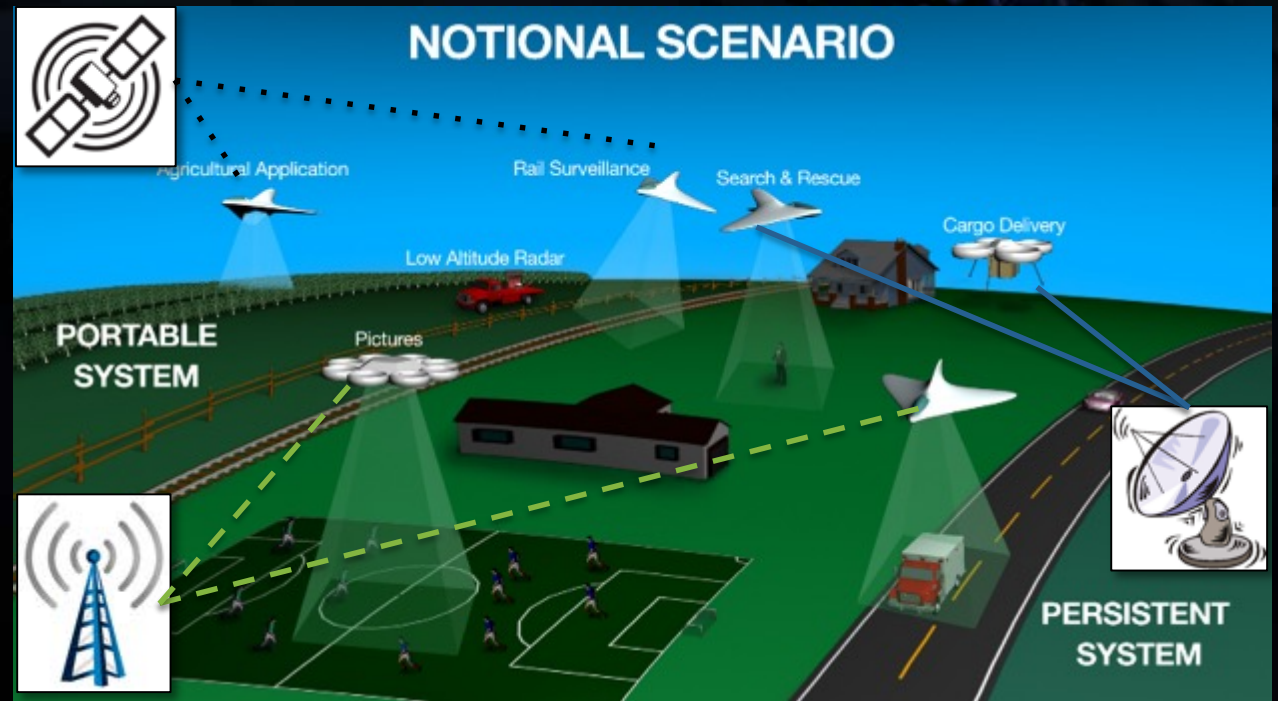 NOTIONAL SCENARIO
Agricultural Application
Rail Surveillance
Search & Rescue
Cargo Delivery
Low Altitude Radar
PORTABLE
SYSTEM
Pictures
PERSISTENT
SYSTEM